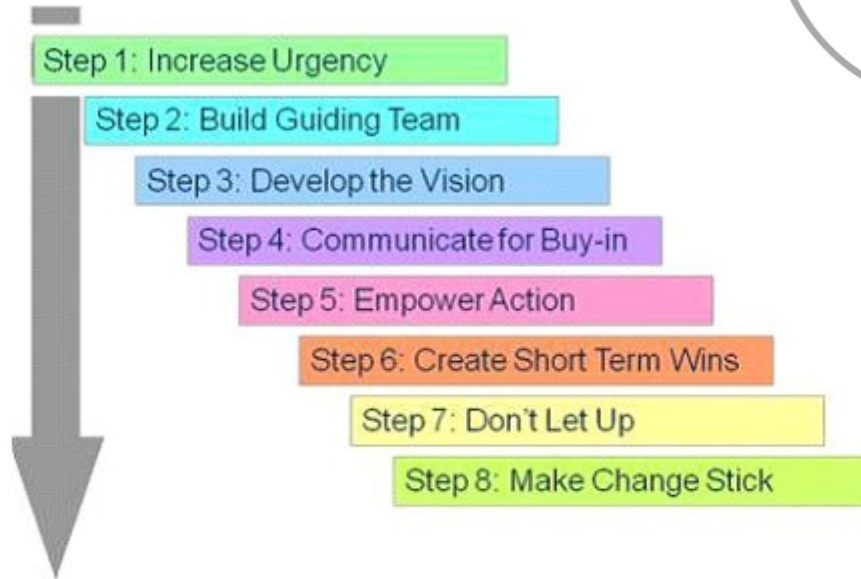 Step 1: Increase Urgency
Step 2: Build Guiding Team
Step 3: Develop the Vision
Step 4: Communicate for Buy-in
Step 5: Empower Action
Step 6: Create Short Term Wins
Step 7: Don't Let Up
Step 8: Make Change Stick